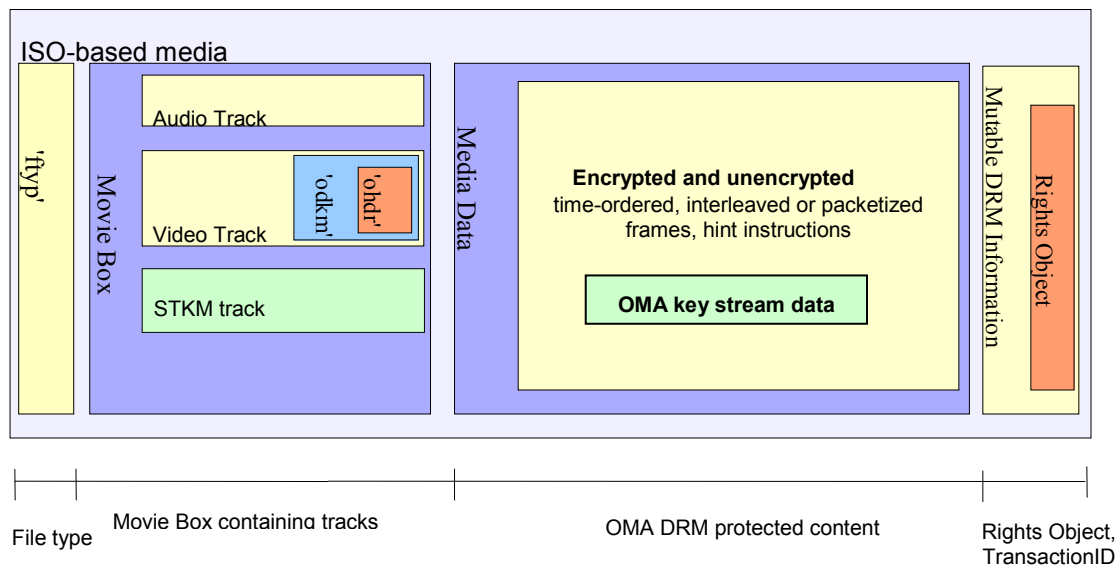 ISO-based media
'ftyp'
Movie Box
Audio Track
Video Track
'odkm'
'ohdr'
STKM track
Media Data
Encrypted and unencrypted
time-ordered, interleaved or packetized
frames, hint instructions
OMA key stream data
Mutable DRM Information
Rights Object
File type
Movie Box containing tracks
OMA DRM protected content
Rights Object,
TransactionID